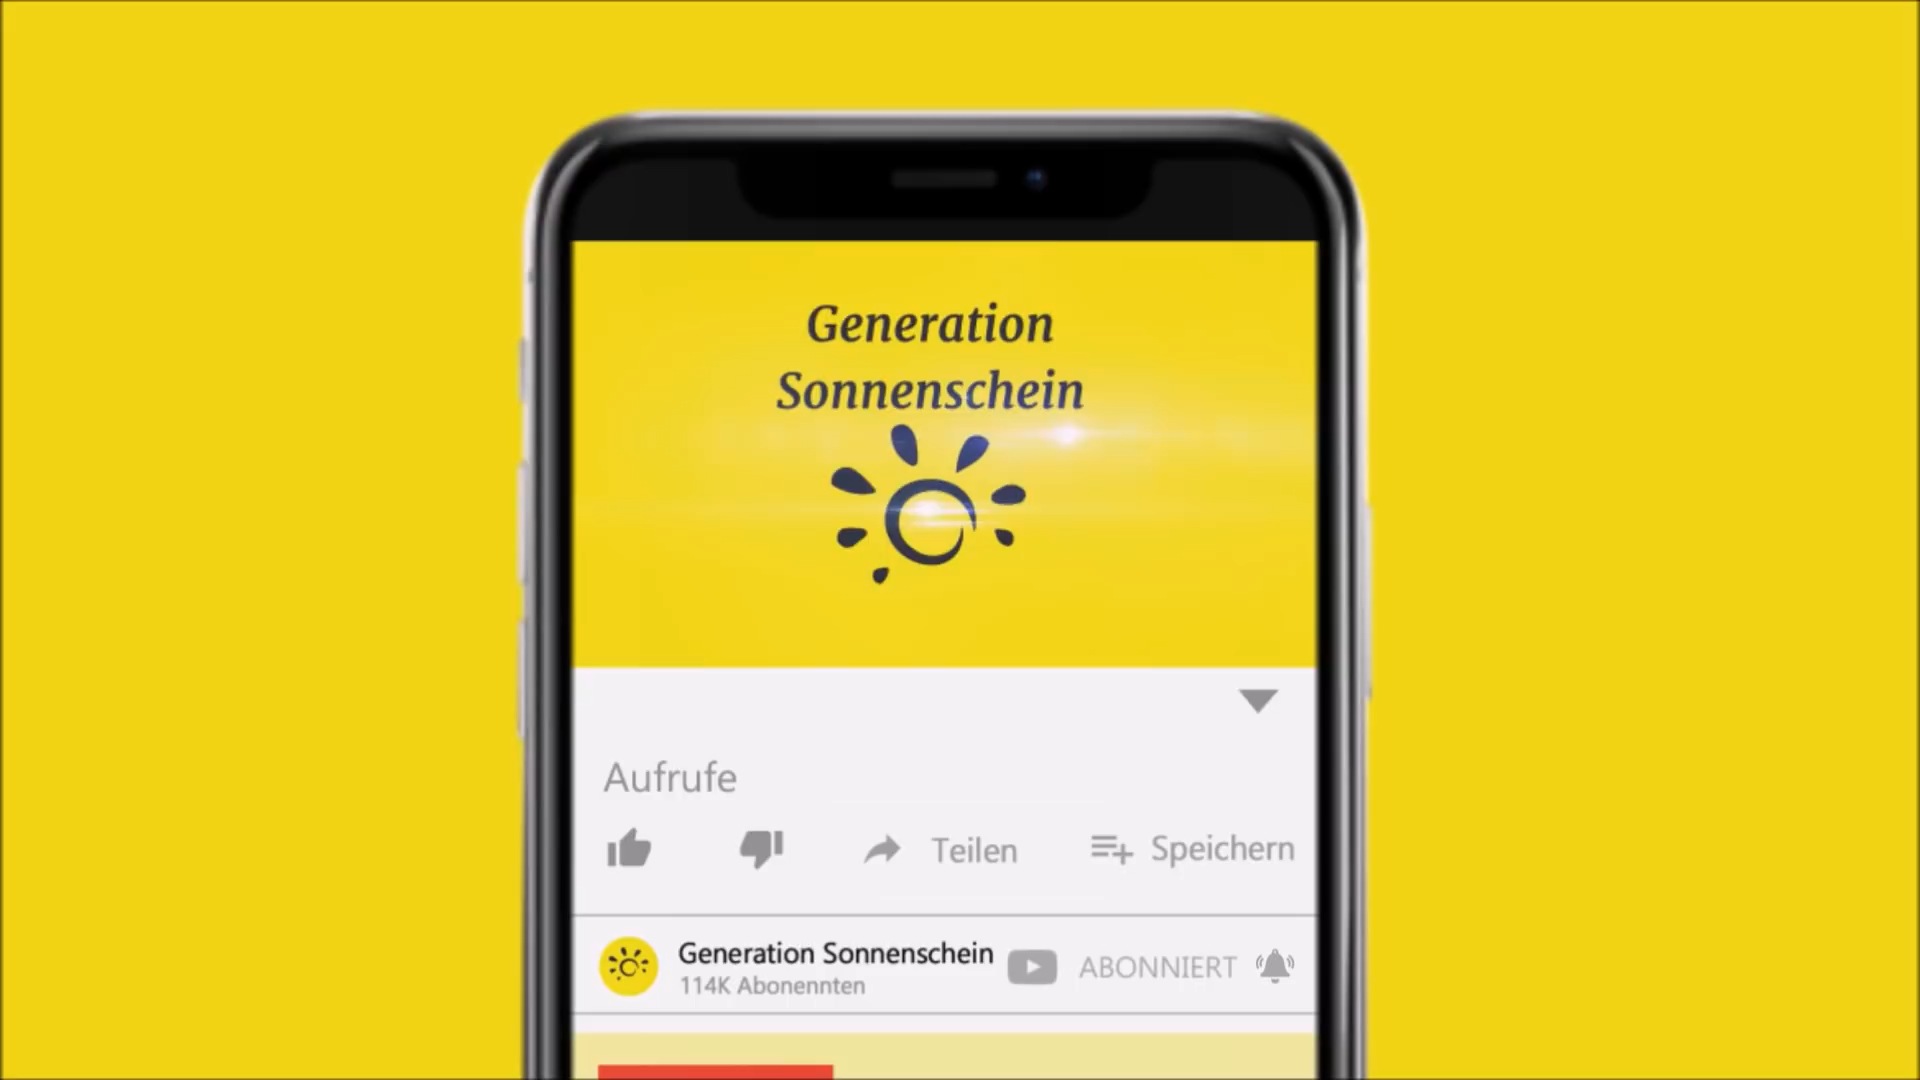 Generation
Sonnenschein
Aufrufe
Teilen
Speichern
Generation Sonnenschein
ABONNIERT
114K Abonennten